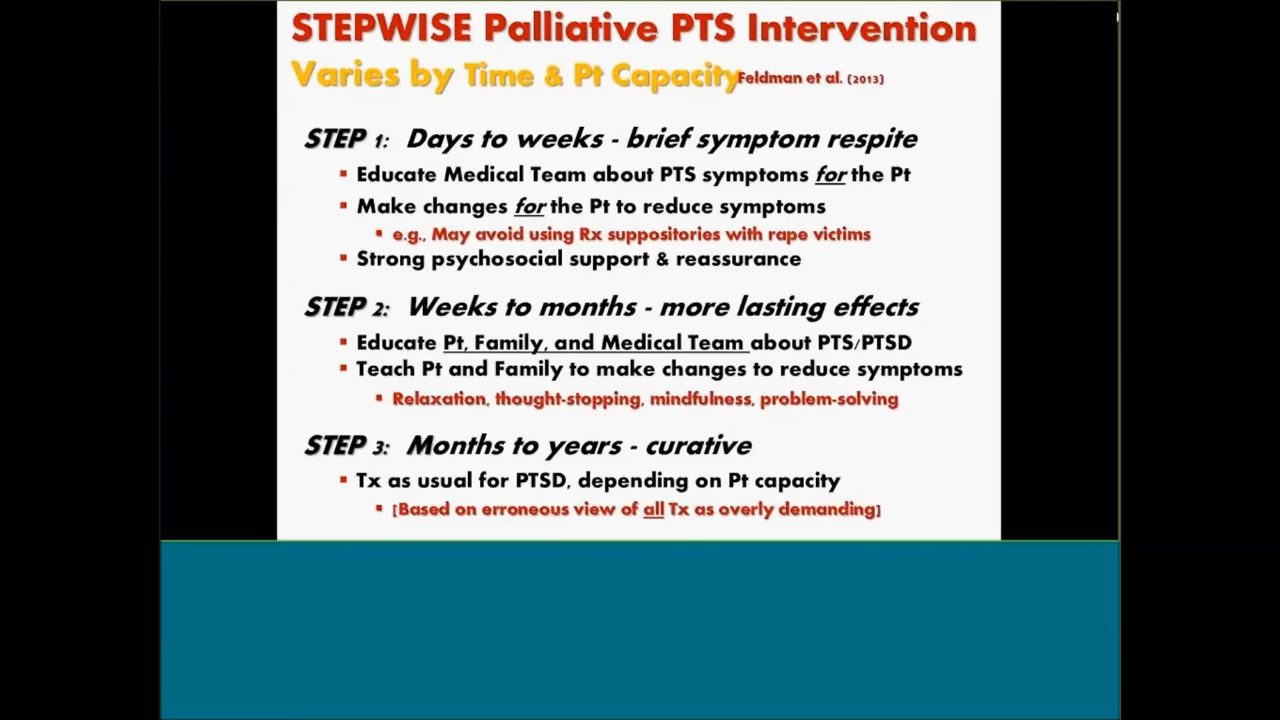 STEPWISE Palliative PTS Intervention
Varies by Time & Pt Capacity Feldman et al. (2013)
STEP 1: Days to weeks - brief symptom respite
▪ Educate Medical Team about PTS symptoms for the Pt
▪ Make changes for the Pt to reduce symptoms
▪ e.g., May avoid using Rx suppositories with rape victims
▪ Strong psychosocial support & reassurance
STEP 2: Weeks to months - more lasting effects
▪ Educate Pt, Family, and Medical Team about PTS/PTSD
▪ Teach Pt and Family to make changes to reduce symptoms
▪ Relaxation, thought-stopping, mindfulness, problem-solving
STEP 3: Months to years - curative
▪ Tx as usual for PTSD, depending on Pt capacity
▪ [Based on erroneous view of all Tx as overly demanding]